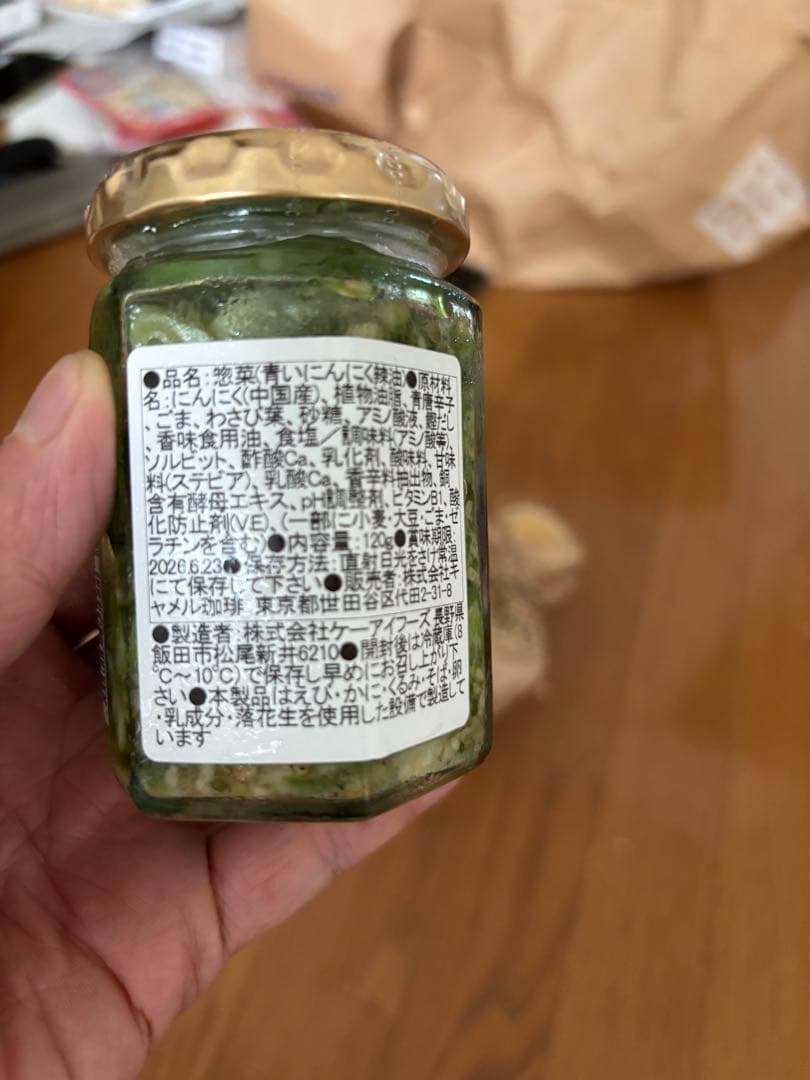 ●品名：惣菜(青いにんにく辣油)●原材料
名：にんにく(中国産)、植物油脂、青唐辛子
、ごま、わさび葉、砂糖、アミノ酸液、鰹だし
、香味食用油、食塩／調味料(アミノ酸等)、
ソルビット、酢酸Ca、乳化剤、酸味料、甘味
料(ステビア)、乳酸Ca、香辛料抽出物、銅
含有酵母エキス、pH調整剤、ビタミンB1、酸
化防止剤(VE)、(一部に小麦・大豆・ごま・ゼ
ラチンを含む)●内容量：120g●賞味期限：
2026.6.23●保存方法：直射日光をさけ常温
にて保存して下さい●販売者：株式会社キ
ャメル珈琲 東京都世田谷区代田2-31-8
●製造者：株式会社ケーアイフーズ 長野県
飯田市松尾新井6210●開封後は冷蔵庫(8
℃〜10℃)で保存し早めにお召し上がり下
さい●本製品はえび・かに・くるみ・そば・卵
・乳成分・落花生を使用した設備で製造して
います